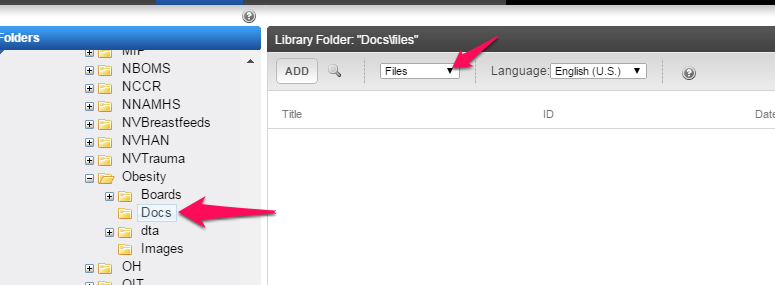 Folders
NBOMS
NCCR
NNAMHS
NVBreastfeeds
NVHAN
NVTrauma
Obesity
Boards
Docs
dta
Images
OH
Library Folder: "Docs\files"
ADD
Files
Language: English (U.S.)
Title ID Date